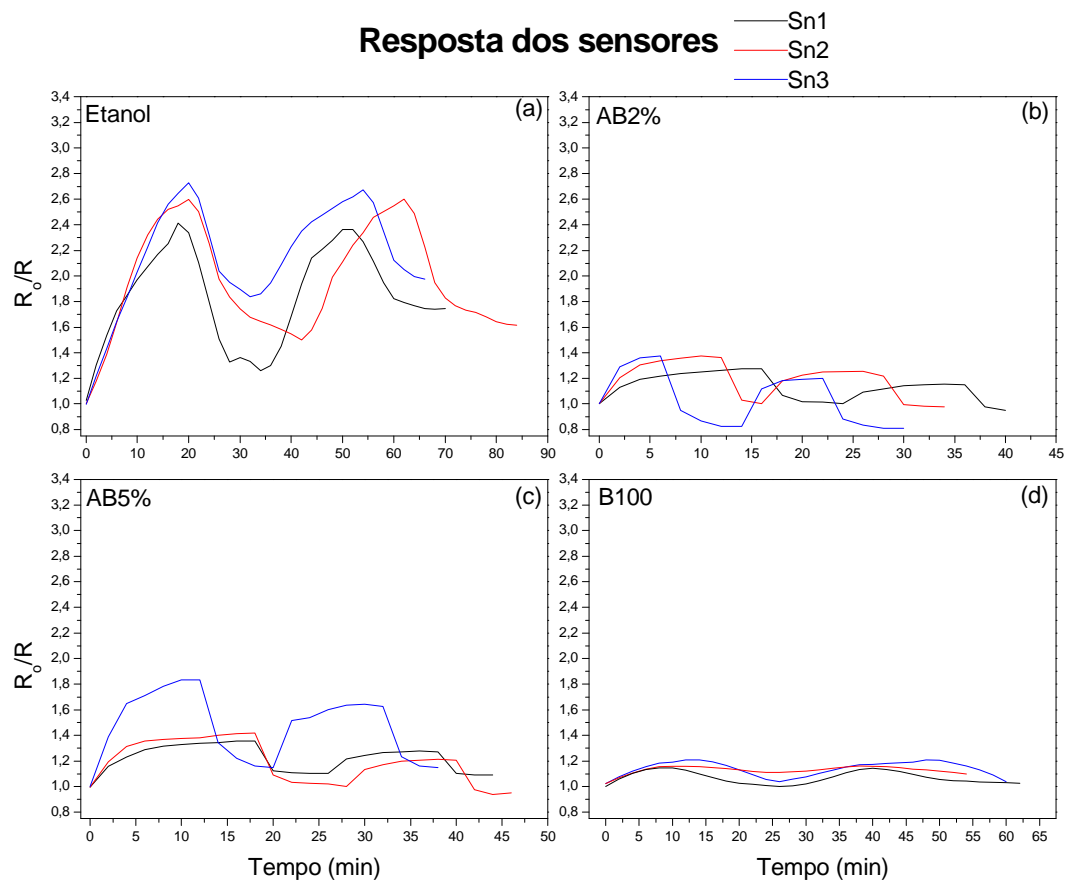 Resposta dos sensores
Sn1
Sn2
Sn3
Etanol
(a)
3,4
3,2
3,0
2,8
2,6
2,4
2,2
2,0
1,8
1,6
1,4
1,2
1,0
0,8
R₀/R
0 10 20 30 40 50 60 70 80 90
AB2%
(b)
3,4
3,2
3,0
2,8
2,6
2,4
2,2
2,0
1,8
1,6
1,4
1,2
1,0
0,8
0 5 10 15 20 25 30 35 40 45
AB5%
(c)
3,4
3,2
3,0
2,8
2,6
2,4
2,2
2,0
1,8
1,6
1,4
1,2
1,0
0,8
R₀/R
0 5 10 15 20 25 30 35 40 45 50
Tempo (min)
B100
(d)
3,4
3,2
3,0
2,8
2,6
2,4
2,2
2,0
1,8
1,6
1,4
1,2
1,0
0,8
0 5 10 15 20 25 30 35 40 45 50 55 60 65
Tempo (min)